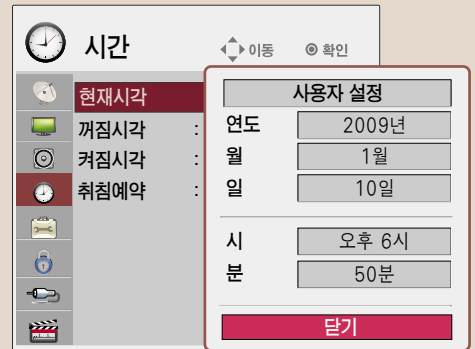 시간
이동 확인
현재시각
꺼짐시각 :
켜짐시각 :
취침예약 :
사용자 설정
연도 2009년
월 1월
일 10일
시 오후 6시
분 50분
닫기